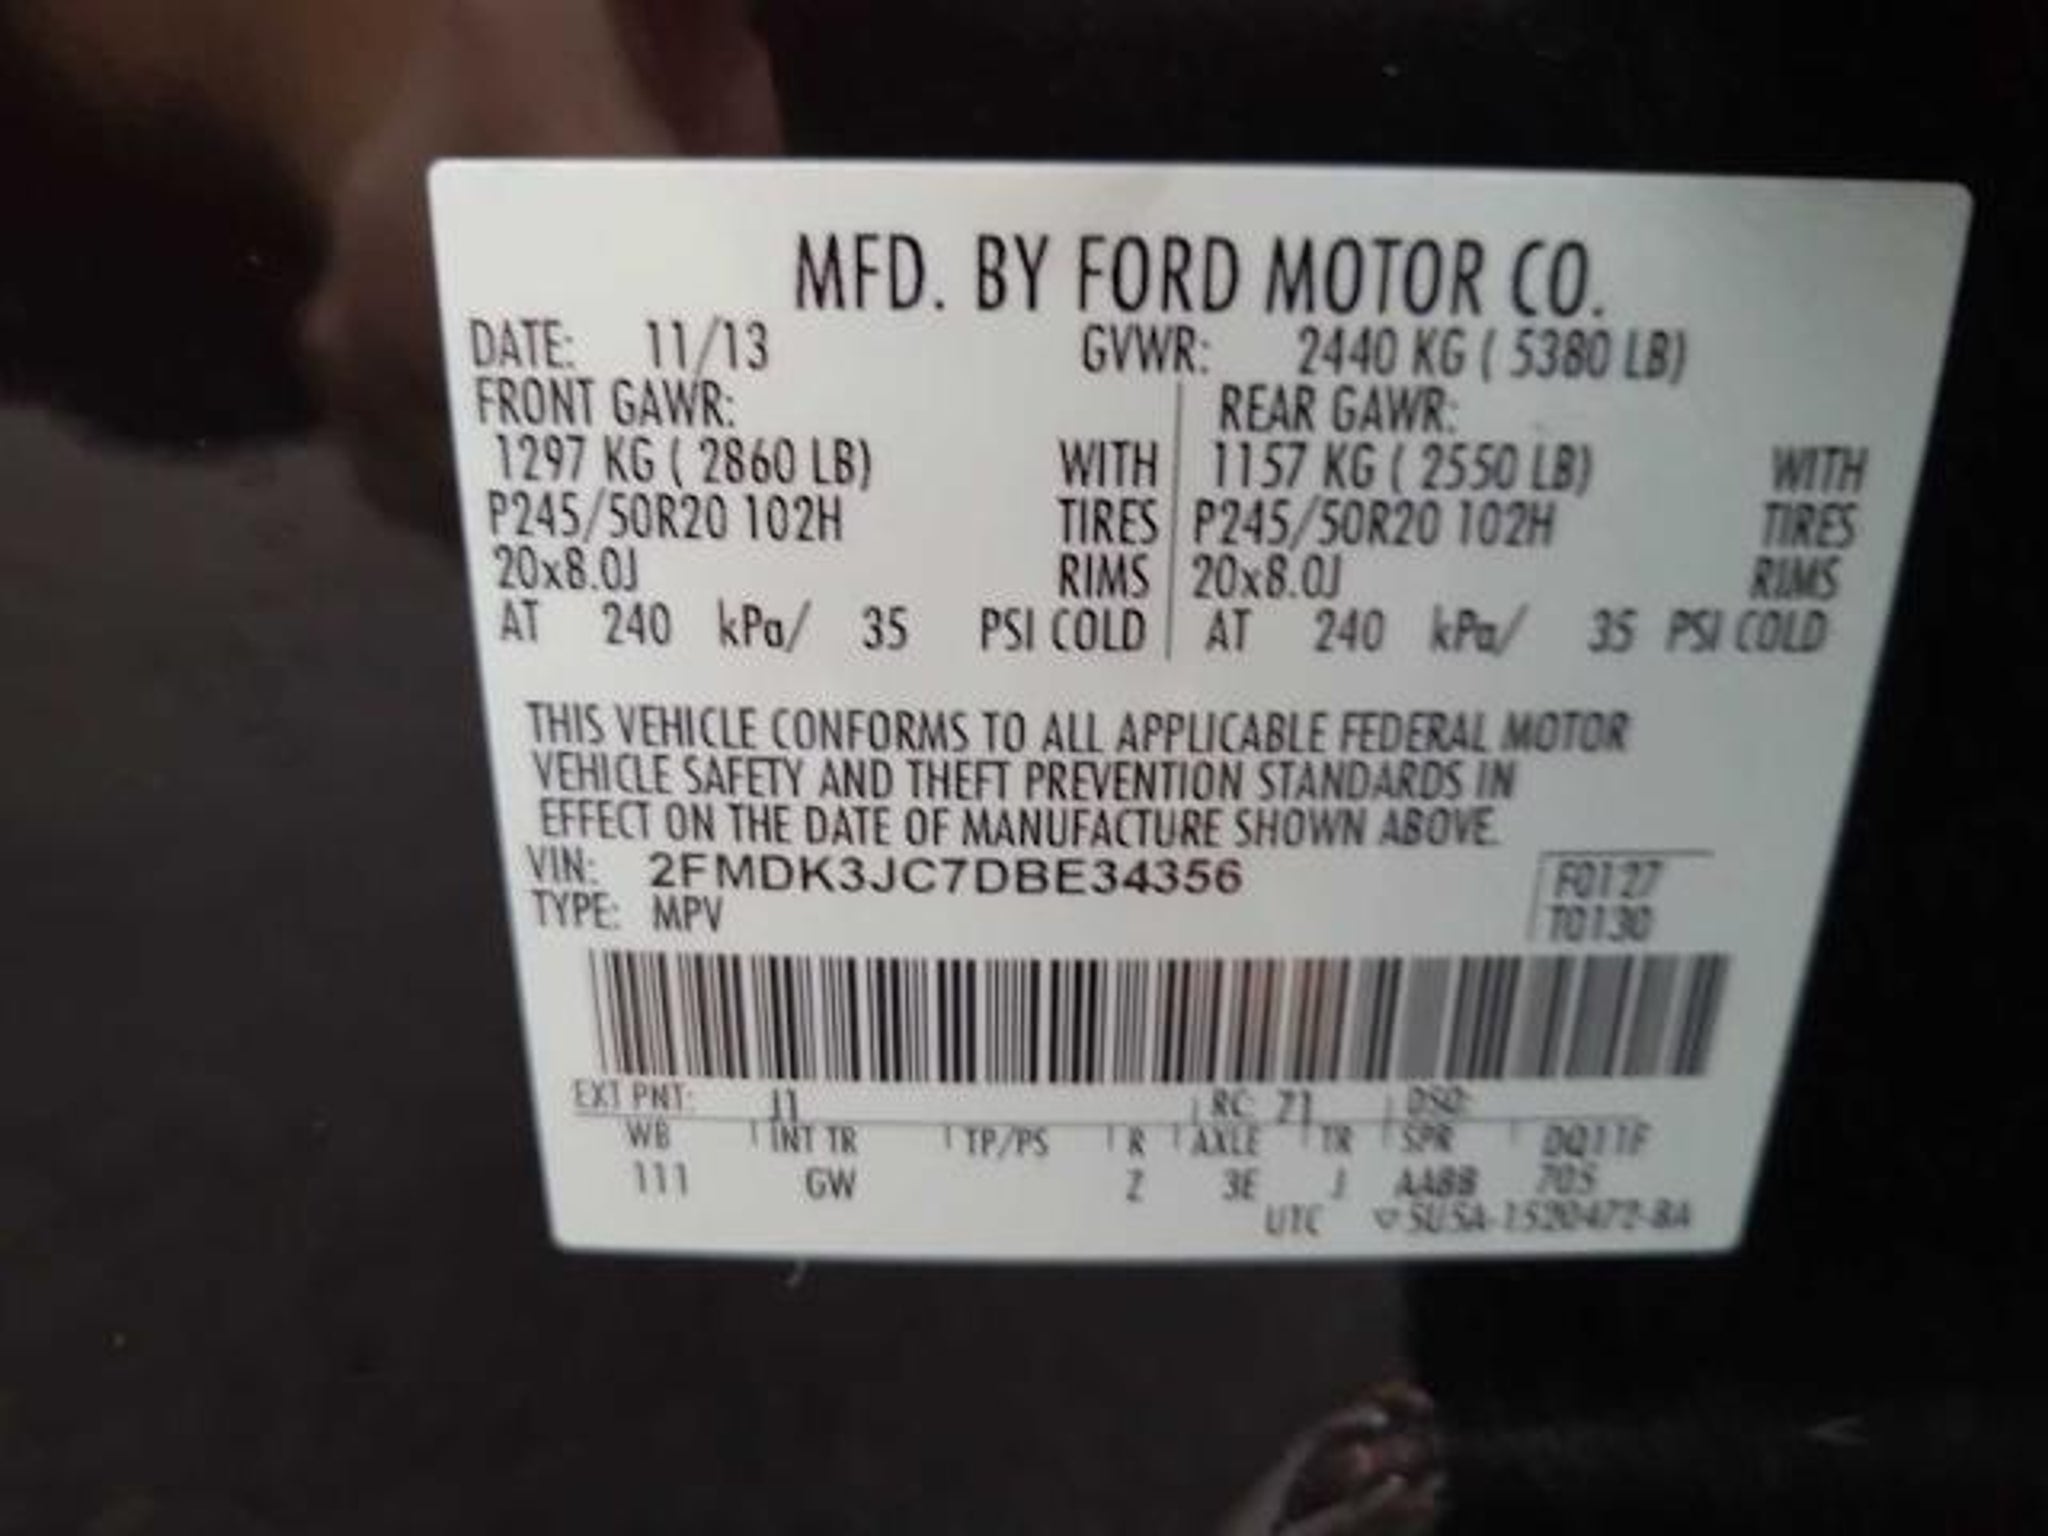 MFD. BY FORD MOTOR CO.
DATE: 11/13 GVWR: 2440 KG ( 5380 LB)
FRONT GAWR: REAR GAWR:
1297 KG ( 2860 LB) WITH 1157 KG ( 2550 LB) WITH
P245/50R20 102H TIRES P245/50R20 102H TIRES
20x8.0J RIMS 20x8.0J RIMS
AT 240 kPa/ 35 PSI COLD AT 240 kPa/ 35 PSI COLD
THIS VEHICLE CONFORMS TO ALL APPLICABLE FEDERAL MOTOR
VEHICLE SAFETY AND THEFT PREVENTION STANDARDS IN
EFFECT ON THE DATE OF MANUFACTURE SHOWN ABOVE.
VIN: 2FMDK3JC7DBE34356 F0127
TYPE: MPV T0130
EXT PNT: J1 RC: 71 DSO:
WB INT TR TP/PS R AXLE TR SPR DQ11F
111 GW Z 3E J AABB 705
UTC